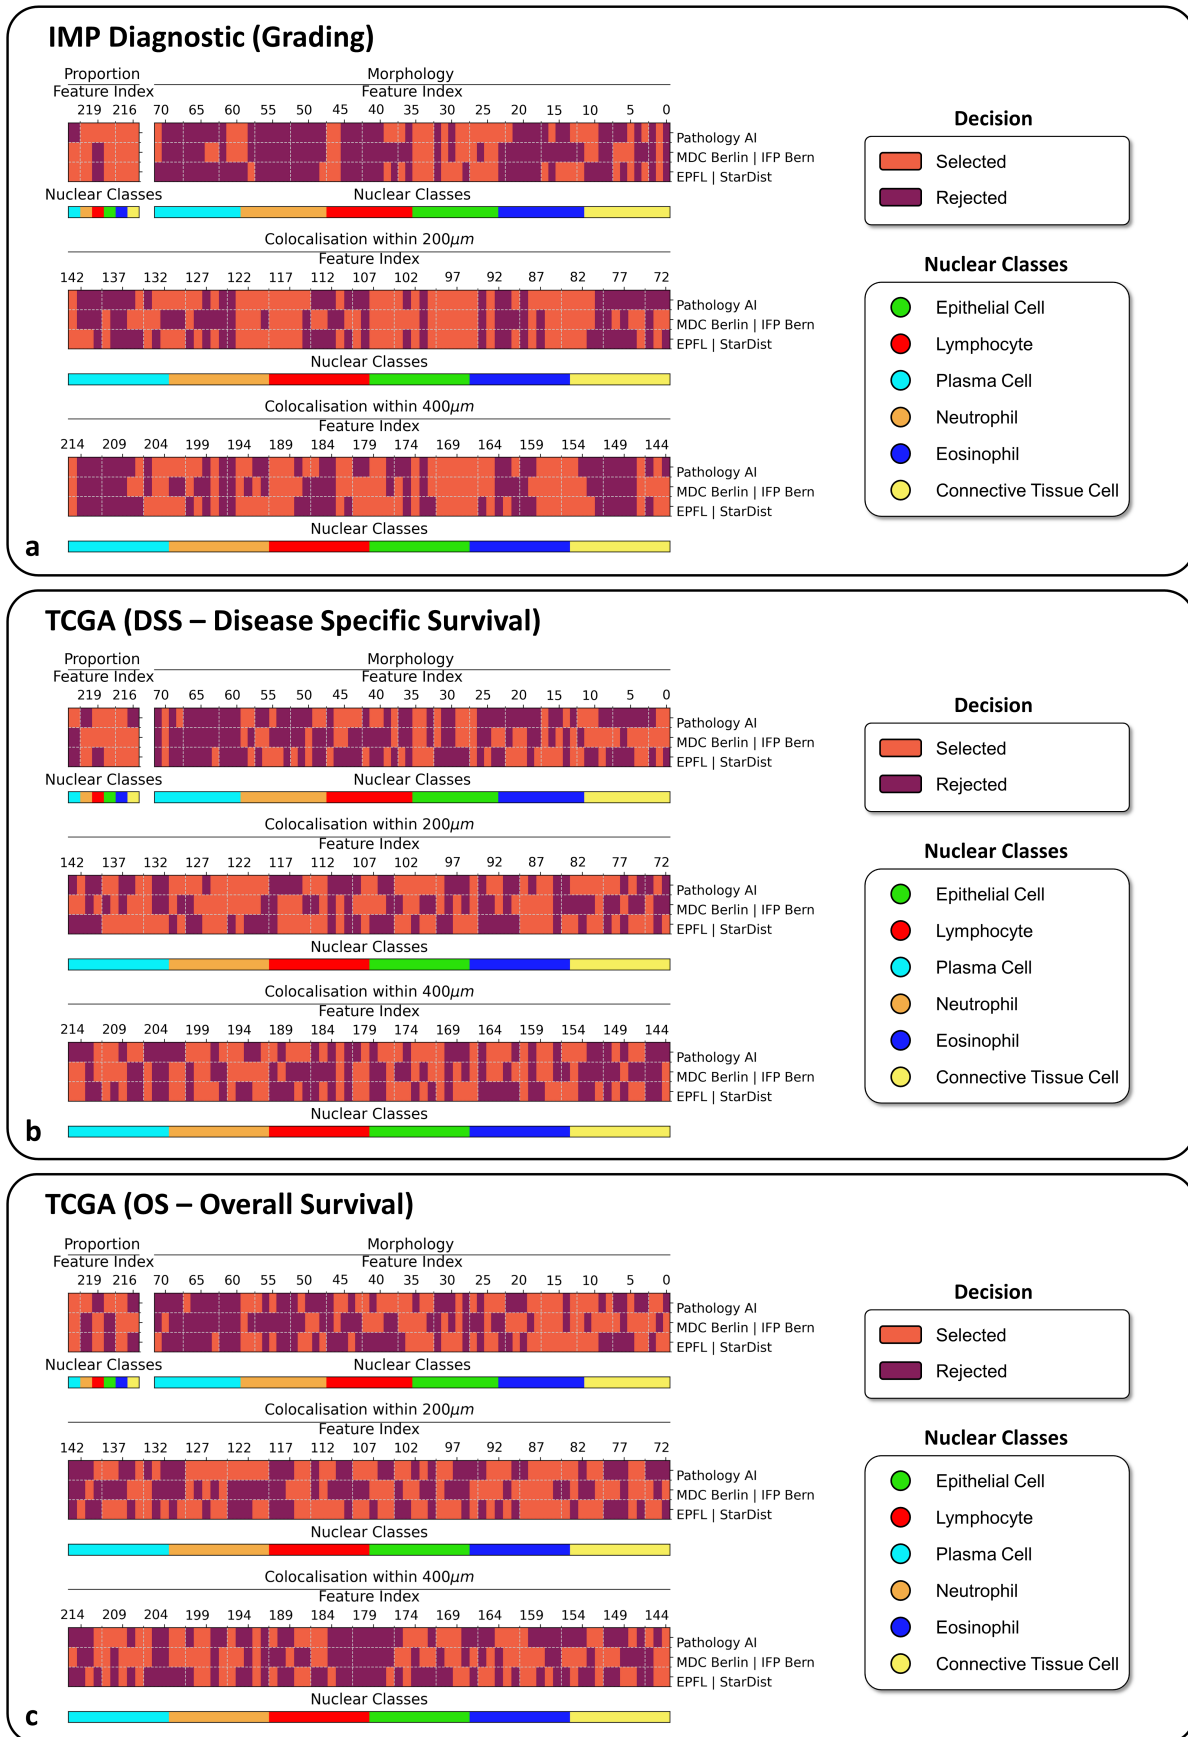 IMP Diagnostic (Grading)
Proportion
Morphology
Feature Index
Feature Index
219 216
70 65 60 55 50 45 40 35 30 25 20 15 10 5 0
Pathology AI
MDC Berlin | IFP Bern
EPFL | StarDist
Nuclear Classes
Nuclear Classes
Colocalisation within 200μm
Feature Index
142 137 132 127 122 117 112 107 102 97 92 87 82 77 72
Pathology AI
MDC Berlin | IFP Bern
EPFL | StarDist
Nuclear Classes
Colocalisation within 400μm
Feature Index
214 209 204 199 194 189 184 179 174 169 164 159 154 149 144
Pathology AI
MDC Berlin | IFP Bern
EPFL | StarDist
Nuclear Classes
a
Decision
Selected
Rejected
Nuclear Classes
Epithelial Cell
Lymphocyte
Plasma Cell
Neutrophil
Eosinophil
Connective Tissue Cell
TCGA (DSS – Disease Specific Survival)
Proportion
Morphology
Feature Index
Feature Index
219 216
70 65 60 55 50 45 40 35 30 25 20 15 10 5 0
Pathology AI
MDC Berlin | IFP Bern
EPFL | StarDist
Nuclear Classes
Nuclear Classes
Colocalisation within 200μm
Feature Index
142 137 132 127 122 117 112 107 102 97 92 87 82 77 72
Pathology AI
MDC Berlin | IFP Bern
EPFL | StarDist
Nuclear Classes
Colocalisation within 400μm
Feature Index
214 209 204 199 194 189 184 179 174 169 164 159 154 149 144
Pathology AI
MDC Berlin | IFP Bern
EPFL | StarDist
Nuclear Classes
b
Decision
Selected
Rejected
Nuclear Classes
Epithelial Cell
Lymphocyte
Plasma Cell
Neutrophil
Eosinophil
Connective Tissue Cell
TCGA (OS – Overall Survival)
Proportion
Morphology
Feature Index
Feature Index
219 216
70 65 60 55 50 45 40 35 30 25 20 15 10 5 0
Pathology AI
MDC Berlin | IFP Bern
EPFL | StarDist
Nuclear Classes
Nuclear Classes
Colocalisation within 200μm
Feature Index
142 137 132 127 122 117 112 107 102 97 92 87 82 77 72
Pathology AI
MDC Berlin | IFP Bern
EPFL | StarDist
Nuclear Classes
Colocalisation within 400μm
Feature Index
214 209 204 199 194 189 184 179 174 169 164 159 154 149 144
Pathology AI
MDC Berlin | IFP Bern
EPFL | StarDist
Nuclear Classes
c
Decision
Selected
Rejected
Nuclear Classes
Epithelial Cell
Lymphocyte
Plasma Cell
Neutrophil
Eosinophil
Connective Tissue Cell